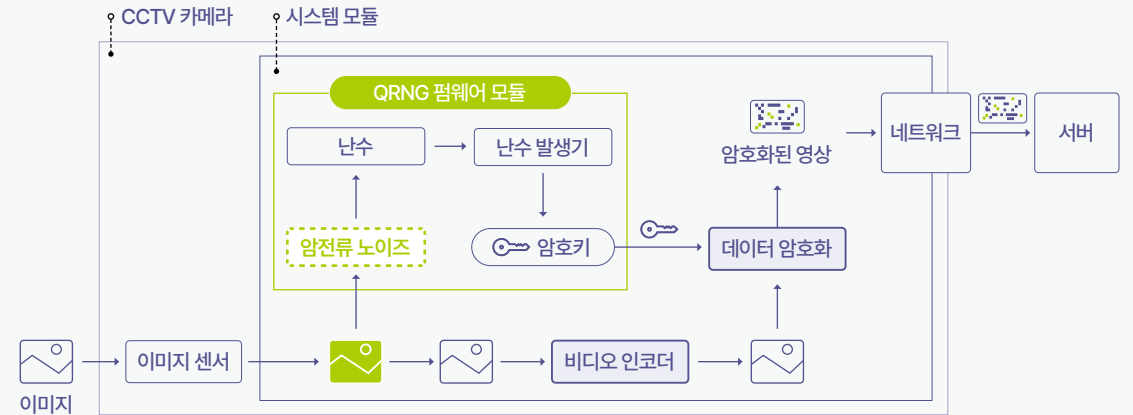 CCTV 카메라
시스템 모듈
QRNG 펌웨어 모듈
난수
난수 발생기
네트워크
서버
암호화된 영상
암전류 노이즈
암호키
데이터 암호화
이미지 센서
비디오 인코더
이미지